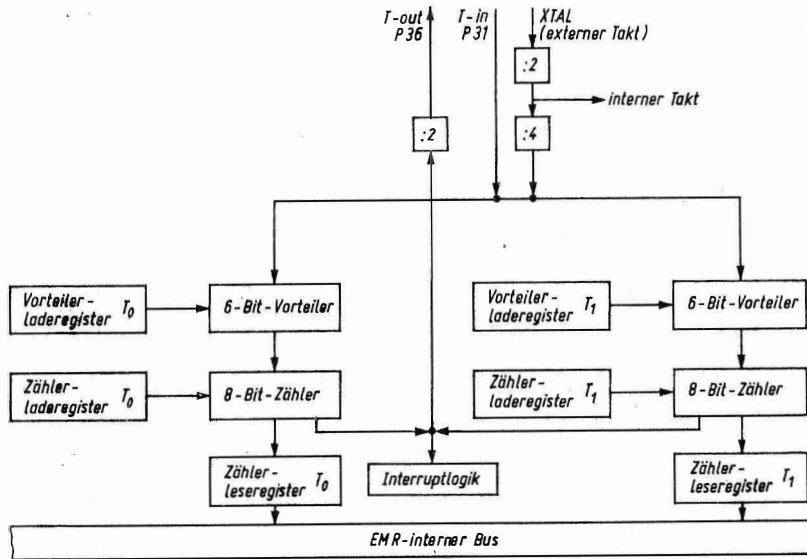 T-out
P36
T-in
P31
XTAL
(externer Takt)
:2
interner Takt
:2
:4
Vorteiler-
laderegister T0
6-Bit-Vorteiler
Vorteiler-
laderegister T1
6-Bit-Vorteiler
Zähler-
laderegister T0
8-Bit-Zähler
Zähler-
laderegister T1
8-Bit-Zähler
Zähler-
leseregister T0
Interruptlogik
Zähler-
leseregister T1
EMR-interner Bus